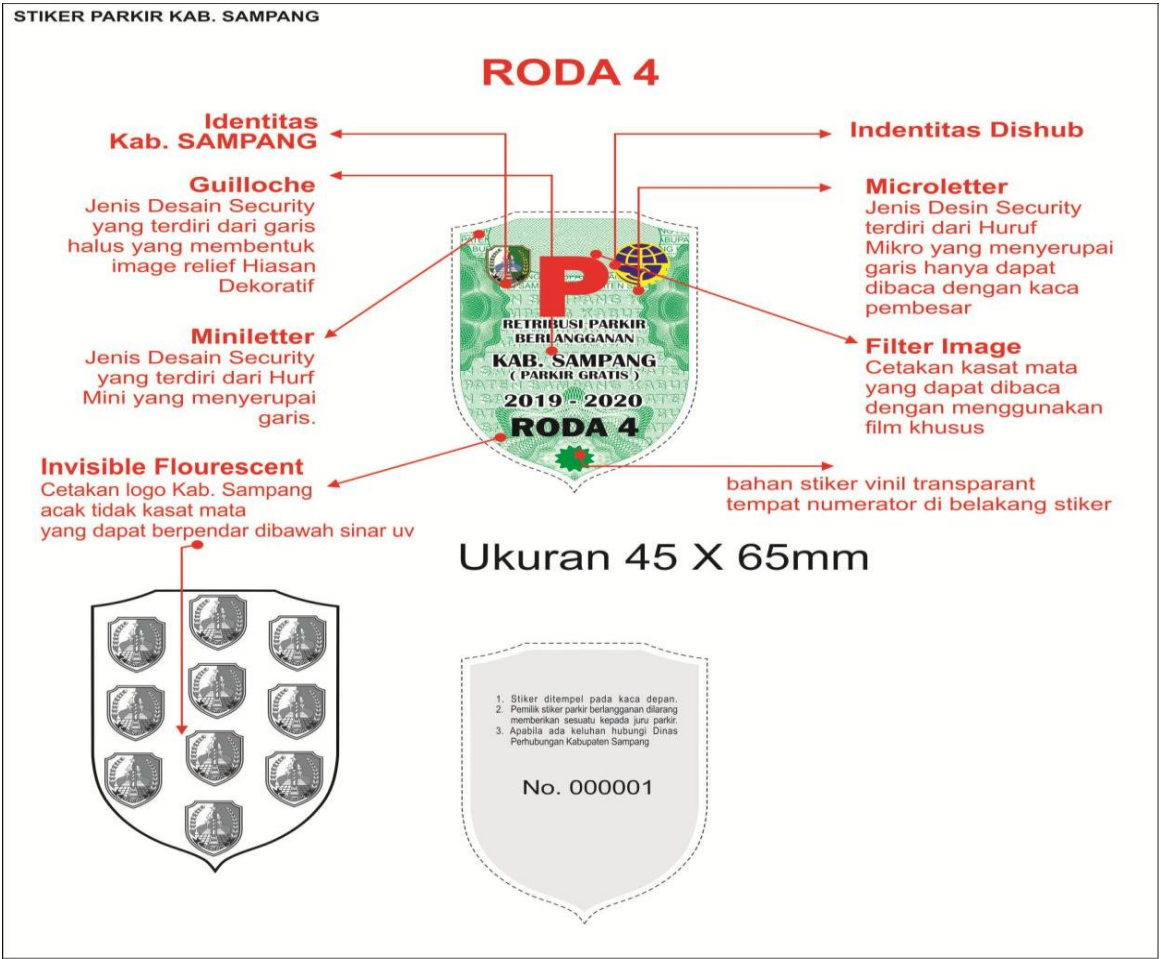 STIKER PARKIR KAB. SAMPANG
RODA 4
Identitas
Kab. SAMPANG
Guilloche
Jenis Desain Security
yang terdiri dari garis
halus yang membentuk
image relief Hiasan
Dekoratif
Miniletter
Jenis Desain Security
yang terdiri dari Hurf
Mini yang menyerupai
garis.
Invisible Flourescent
Cetakan logo Kab. Sampang
acak tidak kasat mata
yang dapat berpendar dibawah sinar uv
P
RETRIBUSI PARKIR
BERLANGGANAN
KAB. SAMPANG
( PARKIR GRATIS )
2019 - 2020
RODA 4
Indentitas Dishub
Microletter
Jenis Desin Security
terdiri dari Huruf
Mikro yang menyerupai
garis hanya dapat
dibaca dengan kaca
pembesar
Filter Image
Cetakan kasat mata
yang dapat dibaca
dengan menggunakan
film khusus
bahan stiker vinil transparant
tempat numerator di belakang stiker
Ukuran 45 X 65mm
1. Stiker ditempel pada kaca depan.
2. Pemilik stiker parkir berlangganan dilarang
memberikan sesuatu kepada juru parkir.
3. Apabila ada keluhan hubungi Dinas
Perhubungan Kabupaten Sampang
No. 000001